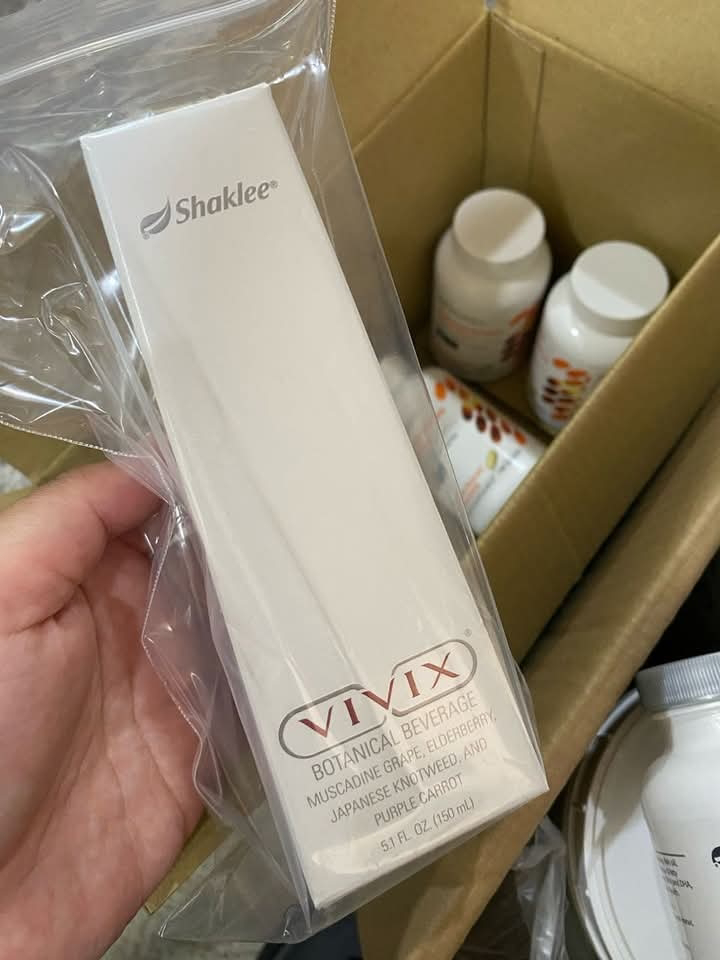 Shaklee®
VIVIX®
BOTANICAL BEVERAGE
MUSCADINE GRAPE, ELDERBERRY,
JAPANESE KNOTWEED, AND
PURPLE CARROT
5.1 FL. OZ. (150 mL)